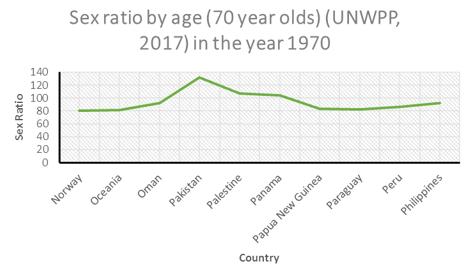 Sex ratio by age (70 year olds) (UNWPP,
2017) in the year 1970
140
120
100
80
60
40
20
0
Sex Ratio
Norway
Oceania
Oman
Pakistan
Palestine
Panama
Papua New Guinea
Paraguay
Peru
Philippines
Country